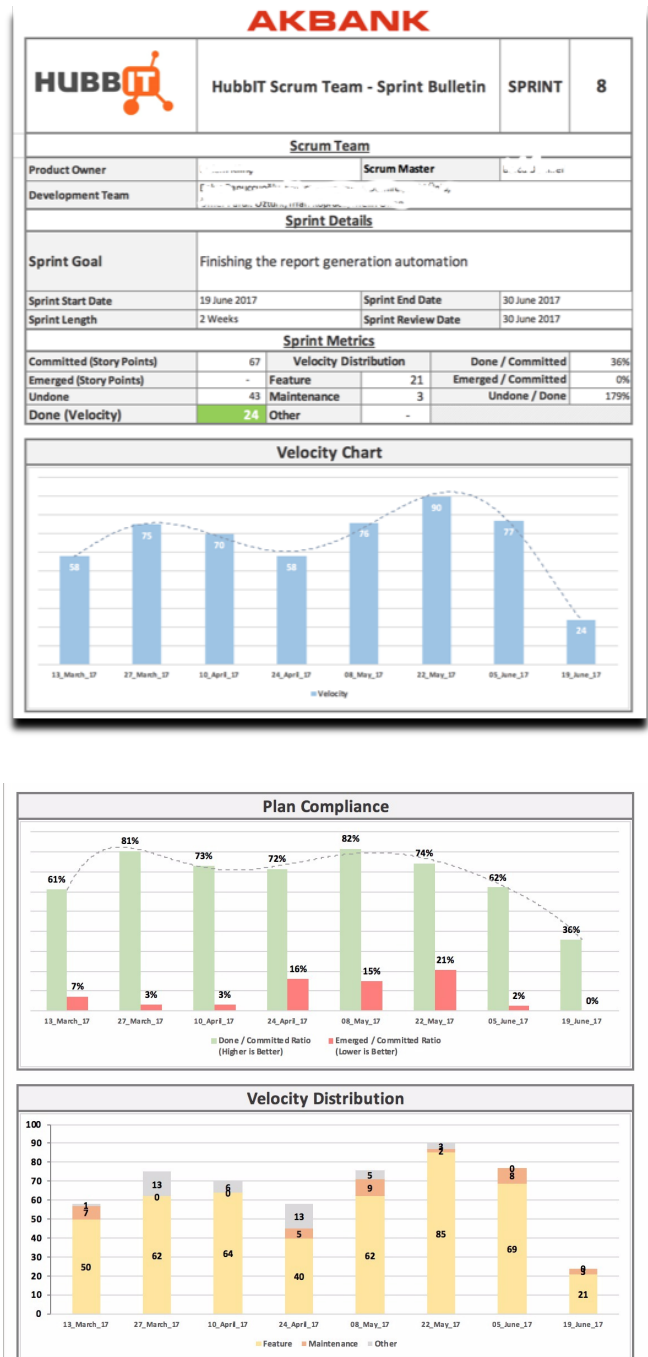 AKBANK
HUBBIT
HubbIT Scrum Team - Sprint Bulletin
SPRINT
8
Scrum Team
Product Owner
Scrum Master
Development Team
Sprint Details
Sprint Goal
Finishing the report generation automation
Sprint Start Date
19 June 2017
Sprint End Date
30 June 2017
Sprint Length
2 Weeks
Sprint Review Date
30 June 2017
Sprint Metrics
Committed (Story Points)
67
Velocity Distribution
Done / Committed
36%
Emerged (Story Points)
-
Feature
21
Emerged / Committed
0%
Undone
43
Maintenance
3
Undone / Done
179%
Done (Velocity)
24
Other
-
Velocity Chart
58
75
70
58
76
90
77
24
13_March_17
27_March_17
10_April_17
24_April_17
08_May_17
22_May_17
05_June_17
19_June_17
Velocity
Plan Compliance
61%
81%
73%
72%
82%
74%
62%
36%
7%
3%
3%
16%
15%
21%
2%
0%
13_March_17
27_March_17
10_April_17
24_April_17
08_May_17
22_May_17
05_June_17
19_June_17
Done / Committed Ratio
(Higher is Better)
Emerged / Committed Ratio
(Lower is Better)
Velocity Distribution
100
90
80
70
60
50
40
30
20
10
0
1
7
50
13
0
62
6
0
64
13
5
40
5
9
62
3
2
85
0
8
69
0
3
21
13_March_17
27_March_17
10_April_17
24_April_17
08_May_17
22_May_17
05_June_17
19_June_17
Feature
Maintenance
Other